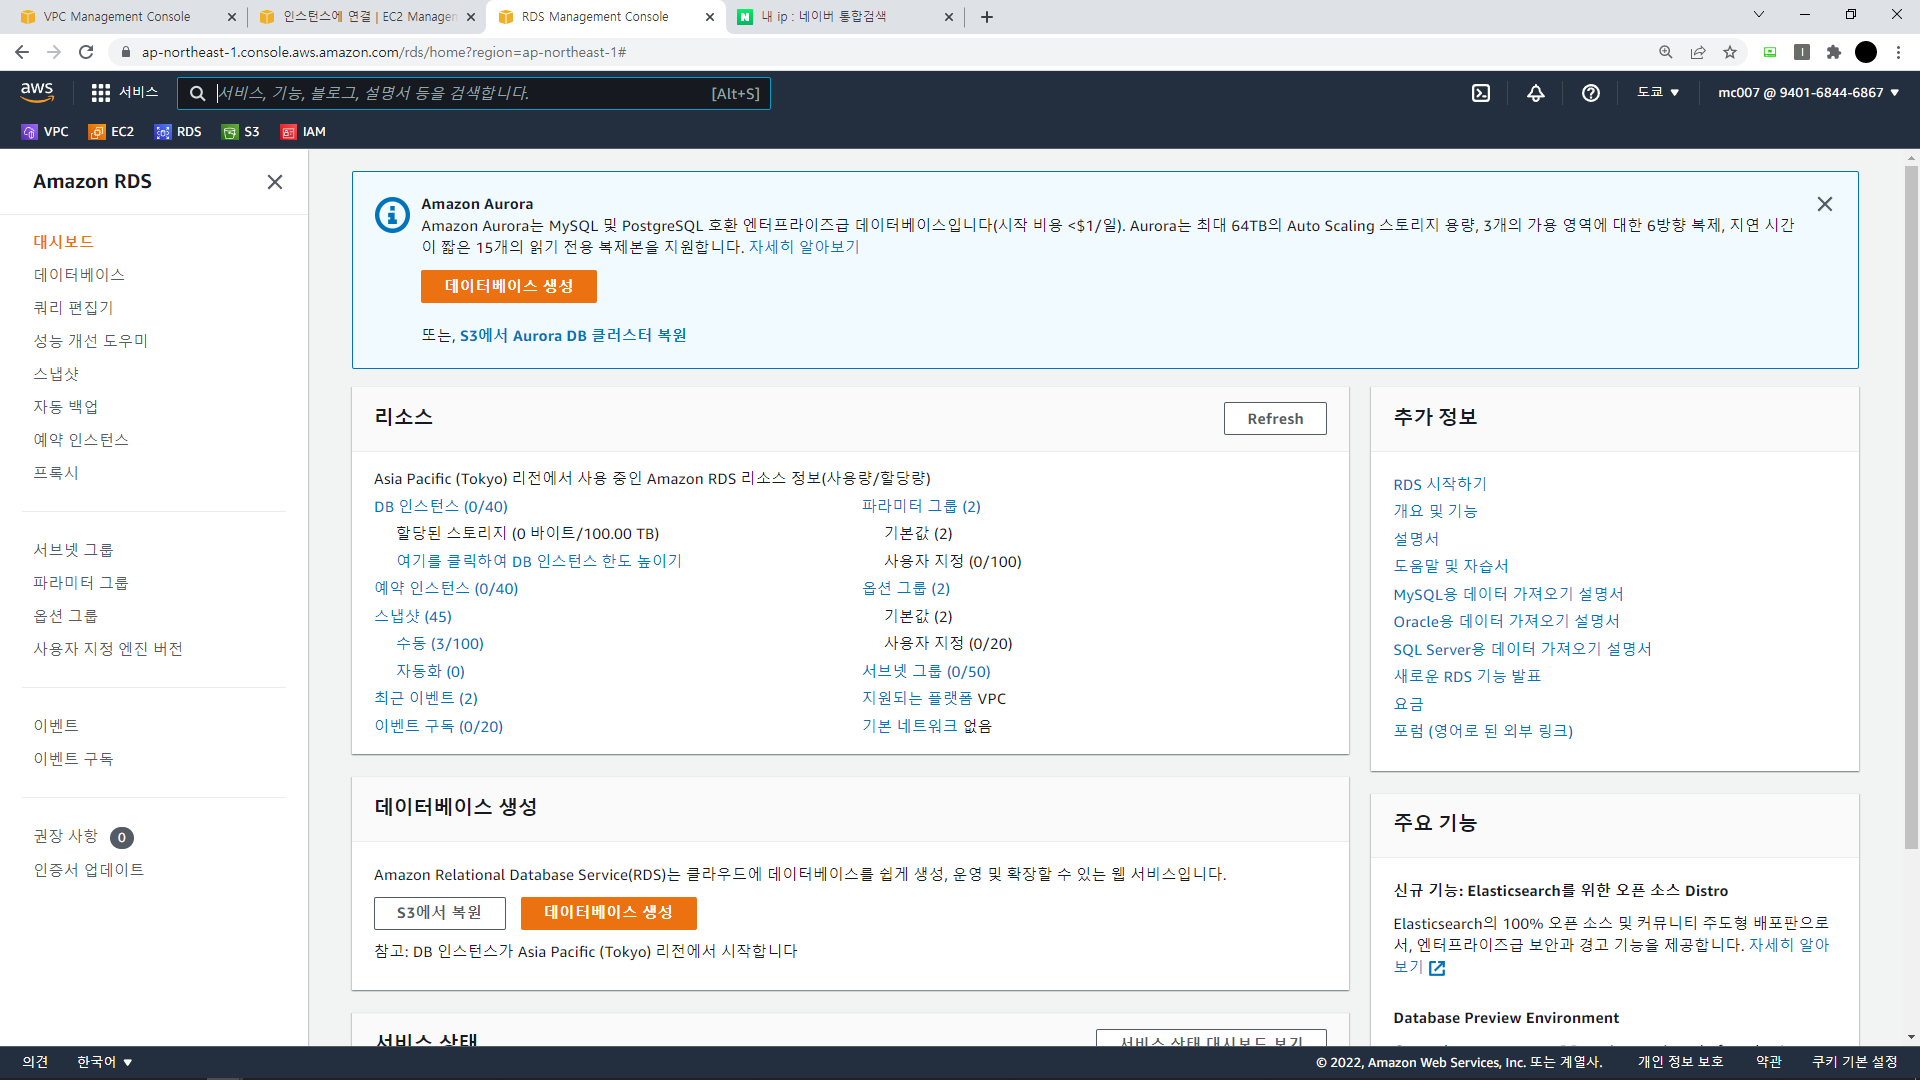 VPC Management Console
인스턴스에 연결 | EC2 Managen
RDS Management Console
내 ip : 네이버 통합검색
ap-northeast-1.console.aws.amazon.com/rds/home?region=ap-northeast-1#
aws
서비스
서비스, 기능, 블로그, 설명서 등을 검색합니다.
[Alt+S]
도쿄 ▼
mc007 @ 9401-6844-6867 ▼
VPC
EC2
RDS
S3
IAM
Amazon RDS
대시보드
데이터베이스
쿼리 편집기
성능 개선 도우미
스냅샷
자동 백업
예약 인스턴스
프록시
서브넷 그룹
파라미터 그룹
옵션 그룹
사용자 지정 엔진 버전
이벤트
이벤트 구독
권장 사항 0
인증서 업데이트
Amazon Aurora
Amazon Aurora는 MySQL 및 PostgreSQL 호환 엔터프라이즈급 데이터베이스입니다(시작 비용 <$1/일). Aurora는 최대 64TB의 Auto Scaling 스토리지 용량, 3개의 가용 영역에 대한 6방향 복제, 지연 시간
이 짧은 15개의 읽기 전용 복제본을 지원합니다. 자세히 알아보기
데이터베이스 생성
또는, S3에서 Aurora DB 클러스터 복원
리소스
Refresh
Asia Pacific (Tokyo) 리전에서 사용 중인 Amazon RDS 리소스 정보(사용량/할당량)
DB 인스턴스 (0/40)
할당된 스토리지 (0 바이트/100.00 TB)
여기를 클릭하여 DB 인스턴스 한도 높이기
예약 인스턴스 (0/40)
스냅샷 (45)
수동 (3/100)
자동화 (0)
최근 이벤트 (2)
이벤트 구독 (0/20)
파라미터 그룹 (2)
기본값 (2)
사용자 지정 (0/100)
옵션 그룹 (2)
기본값 (2)
사용자 지정 (0/20)
서브넷 그룹 (0/50)
지원되는 플랫폼 VPC
기본 네트워크 없음
데이터베이스 생성
Amazon Relational Database Service(RDS)는 클라우드에 데이터베이스를 쉽게 생성, 운영 및 확장할 수 있는 웹 서비스입니다.
S3에서 복원
데이터베이스 생성
참고: DB 인스턴스가 Asia Pacific (Tokyo) 리전에서 시작합니다
서비스 상태
서비스 상태 대시보드 보기
추가 정보
RDS 시작하기
개요 및 기능
설명서
도움말 및 자습서
MySQL용 데이터 가져오기 설명서
Oracle용 데이터 가져오기 설명서
SQL Server용 데이터 가져오기 설명서
새로운 RDS 기능 발표
요금
포럼 (영어로 된 외부 링크)
주요 기능
신규 기능: Elasticsearch를 위한 오픈 소스 Distro
Elasticsearch의 100% 오픈 소스 및 커뮤니티 주도형 배포판으로
서, 엔터프라이즈급 보안과 경고 기능을 제공합니다. 자세히 알아
보기
Database Preview Environment
의견
한국어 ▼
© 2022, Amazon Web Services, Inc. 또는 계열사.
개인 정보 보호
약관
쿠키 기본 설정